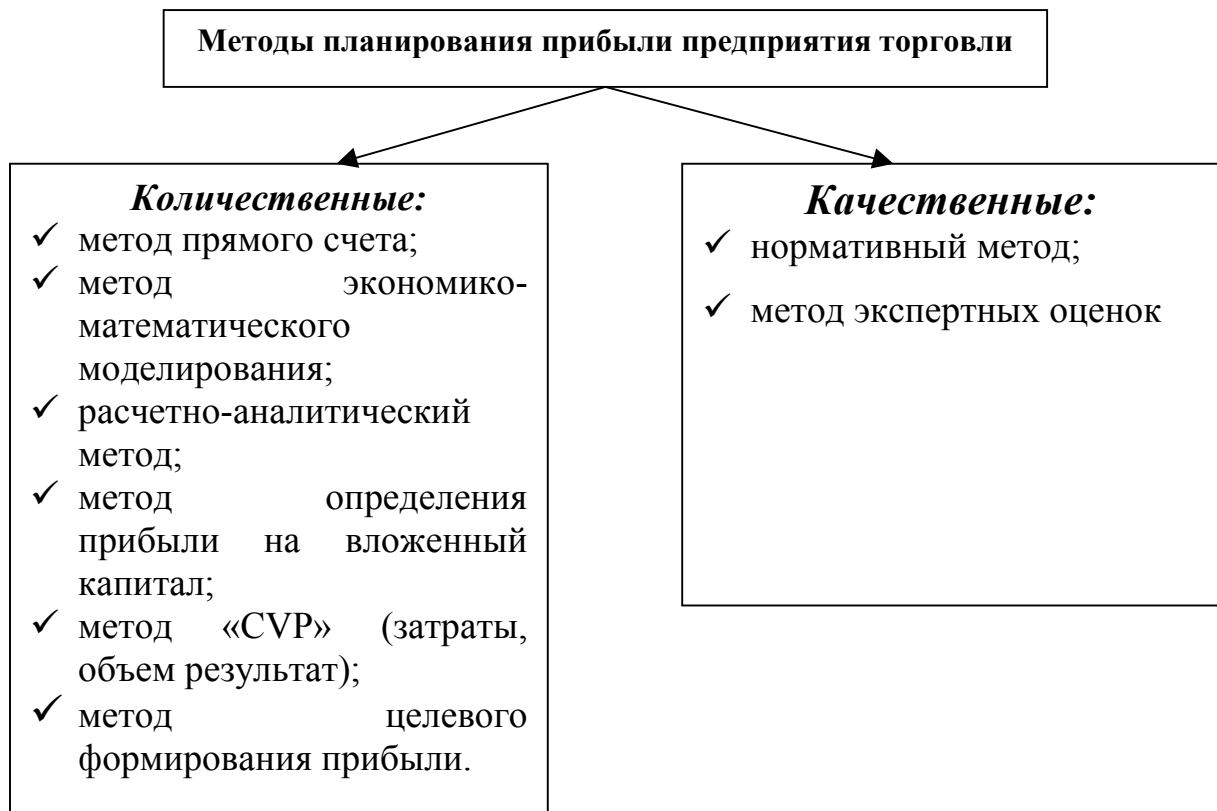 Методы планирования прибыли предприятия торговли
Количественные:
✓ метод прямого счета;
✓ метод экономико-
математического
моделирования;
✓ расчетно-аналитический
метод;
✓ метод определения
прибыли на вложенный
капитал;
✓ метод «CVP» (затраты,
объем результат);
✓ метод целевого
формирования прибыли.
Качественные:
✓ нормативный метод;
✓ метод экспертных оценок